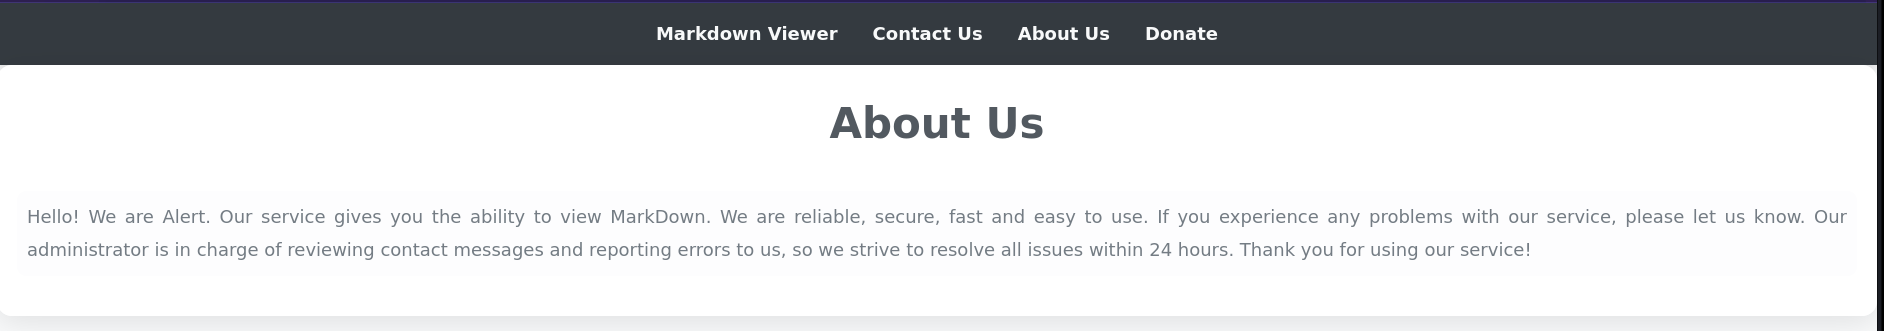 Markdown Viewer Contact Us About Us Donate
About Us
Hello! We are Alert. Our service gives you the ability to view MarkDown. We are reliable, secure, fast and easy to use. If you experience any problems with our service, please let us know. Our
administrator is in charge of reviewing contact messages and reporting errors to us, so we strive to resolve all issues within 24 hours. Thank you for using our service!